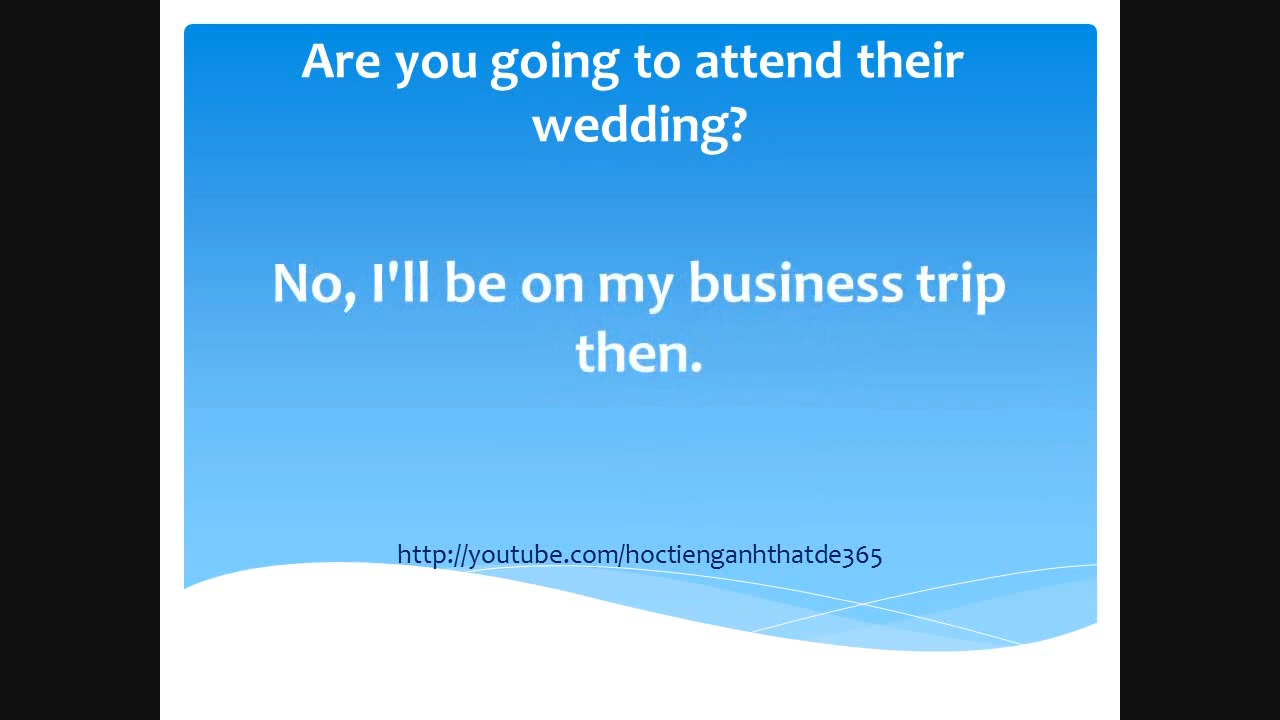 Are you going to attend their
wedding?
No, I'll be on my business trip
then.
http://youtube.com/hoctienganhthatde365